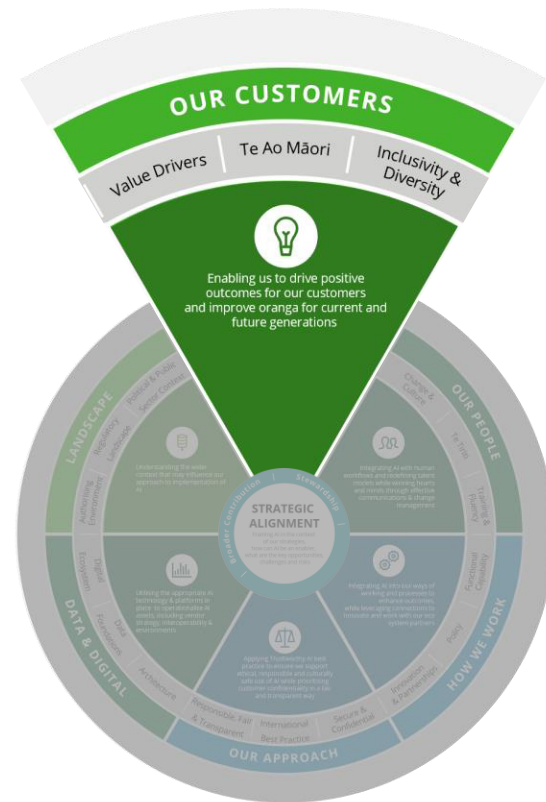 OUR CUSTOMERS
Value Drivers
Te Ao Māori
Inclusivity &
Diversity
Enabling us to drive positive
outcomes for our customers
and improve oranga for current and
future generations
LANDSCAPE
Political & Public
Sector Context
Regulatory
Landscape
Authorising
Environment
Understanding the wider
context that may influence our
approach to implementation of
OUR PEOPLE
Change &
Culture
Te Tiriti
Training &
Fluency
Integrating AI with human
workflows and redefining talent
models while winning hearts
and minds through effective
communications & change
management
Broader Contribution
Stewardship
STRATEGIC
ALIGNMENT
DATA & DIGITAL
Digital
Ecosystem
Data
Foundations
Architecture
Utilising the appropriate
technology & platforms in
place to operationalise AI
needs, including vendor
strategy, interoperability &
environments
HOW WE WORK
Functional
Capability
Policy
Innovation
& Partnerships
Integrating AI into our ways of
working and processes to
enhance outcomes,
while leveraging connections to
innovate and work with our
system partners
OUR APPROACH
Responsible, Fair
& Transparent
International
Best Practice
Secure &
Confidential
Applying trustworthy AI best
practice to ensure we support
ethical, responsible and culturally
safe use of AI while prioritising
customer confidentiality in a fair
and transparent way